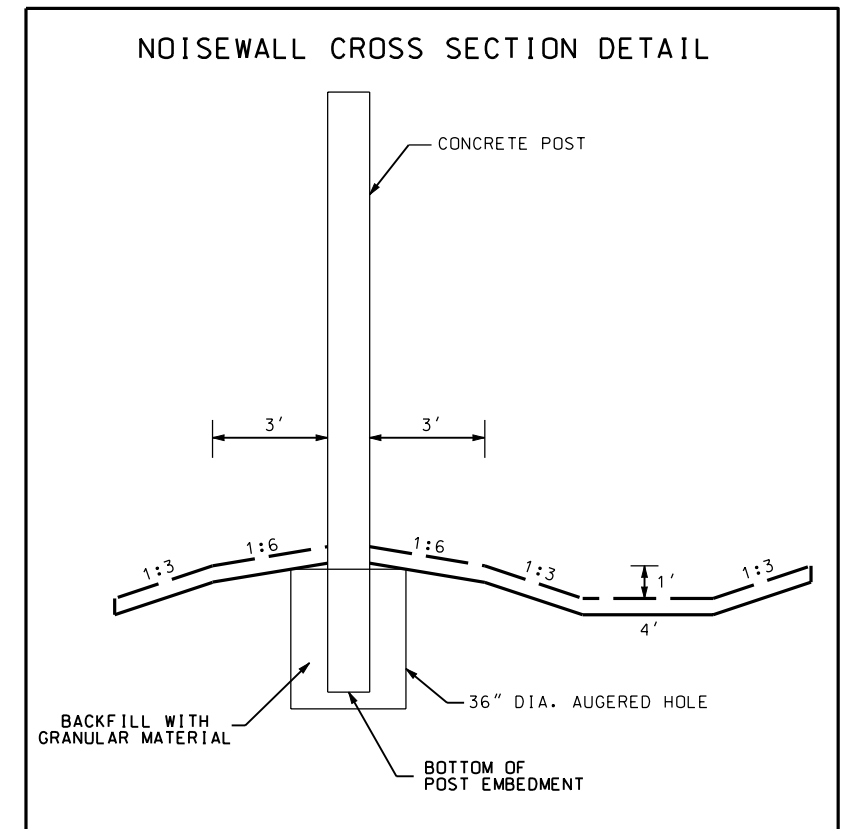 NOISEWALL CROSS SECTION DETAIL
CONCRETE POST
3'
3'
1:3
1:6
1:6
1:3
1'
1:3
4'
36" DIA. AUGERED HOLE
BACKFILL WITH
GRANULAR MATERIAL
BOTTOM OF
POST EMBEDMENT